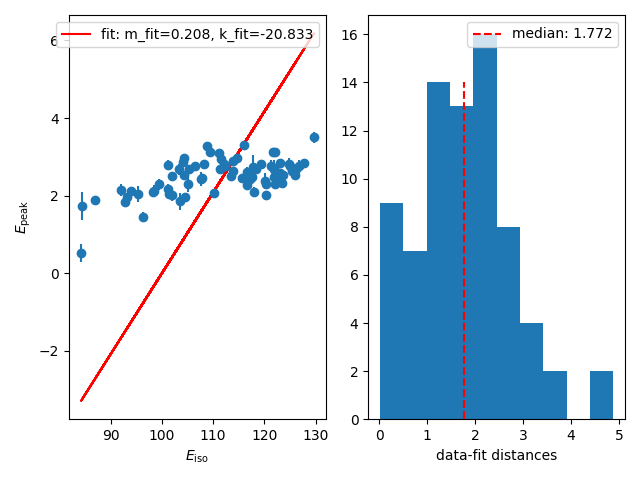 fit: m_fit=0.208, k_fit=-20.833
6
4
2
0
−2
E_peak
90 100 110 120 130
E_iso
median: 1.772
16
14
12
10
8
6
4
2
0
0 1 2 3 4 5
data-fit distances